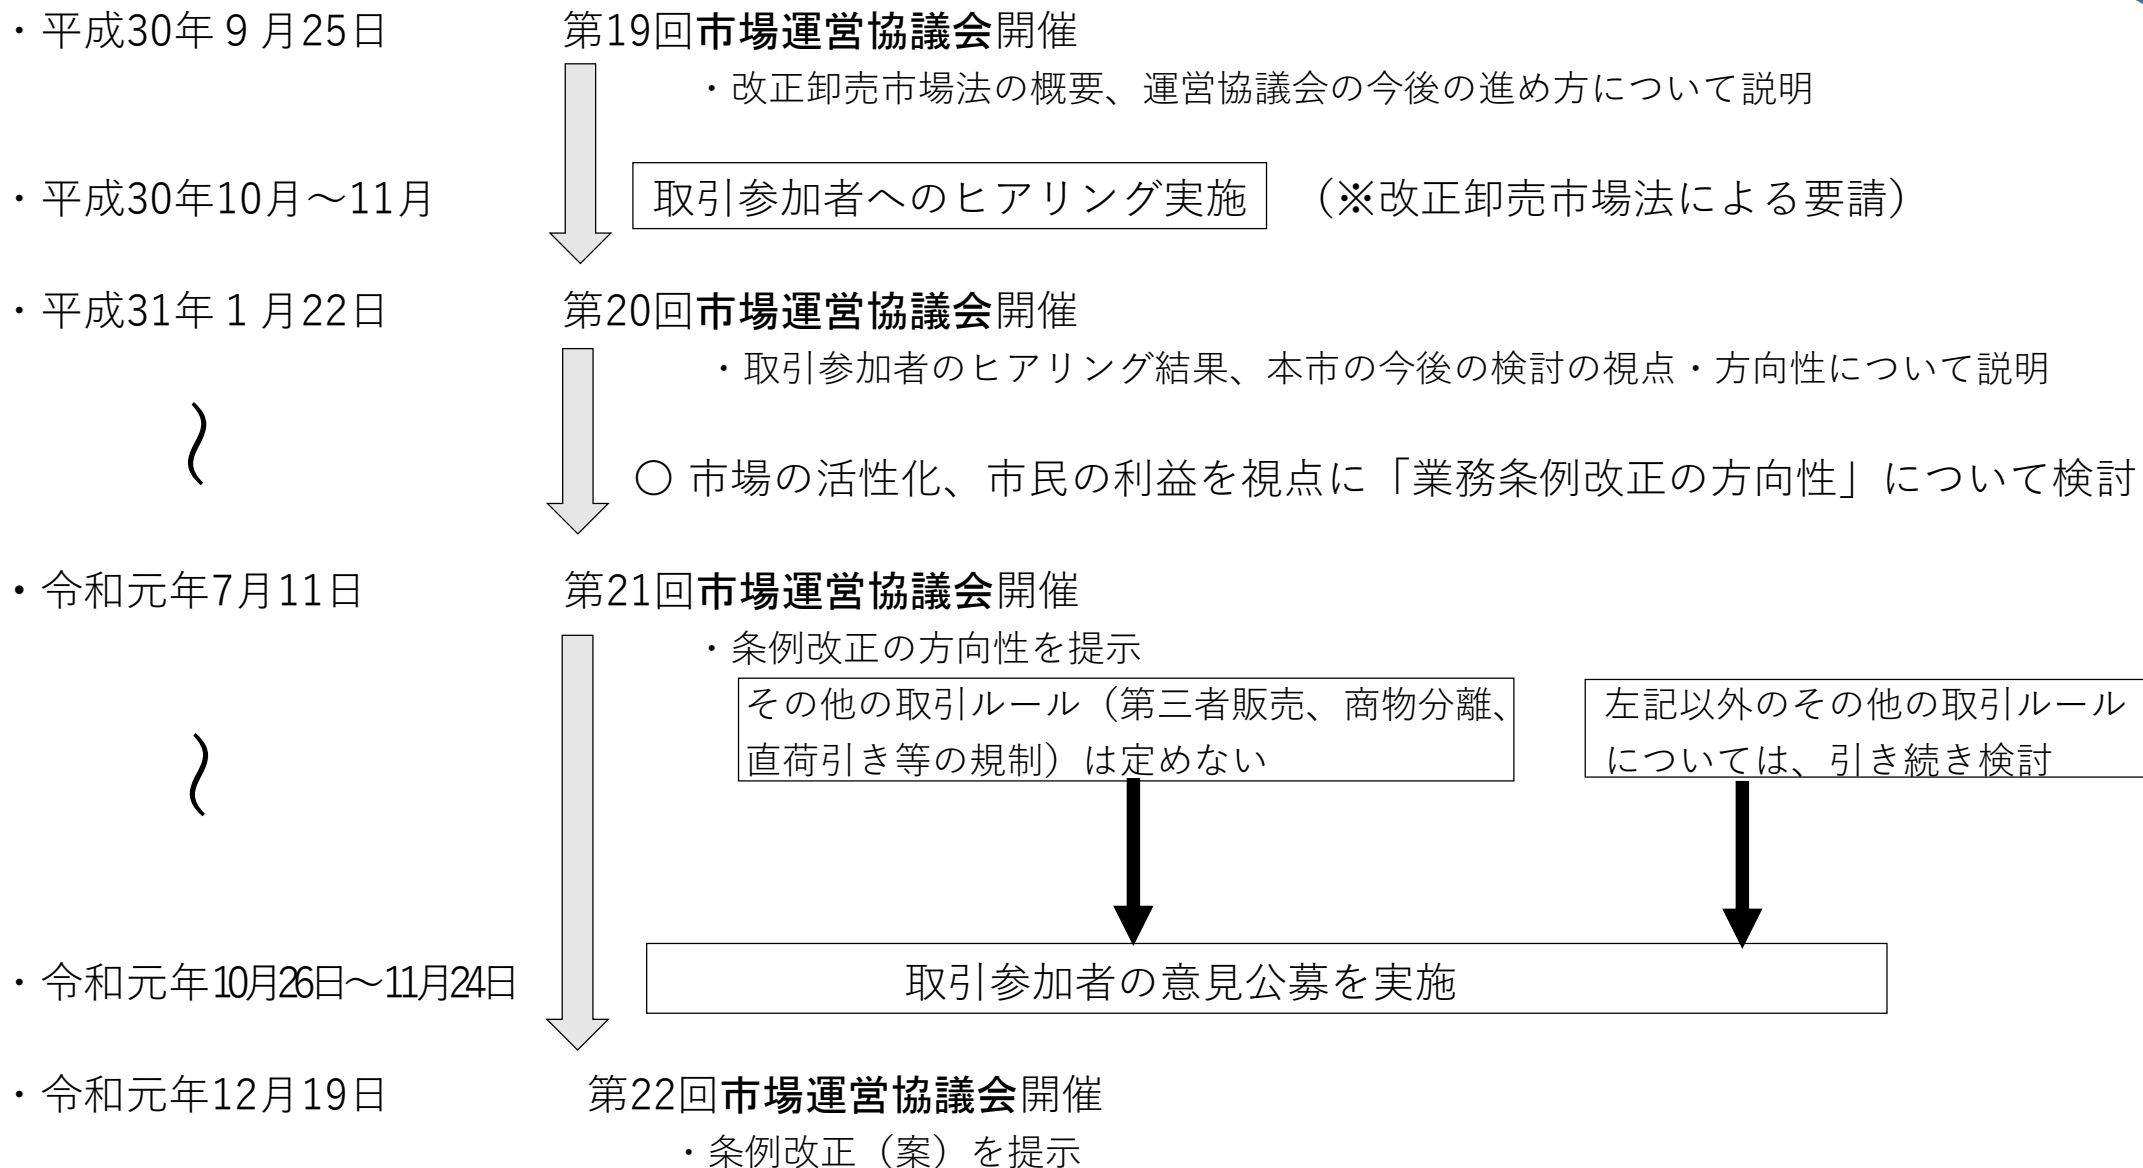 ・平成30年９月25日　第19回市場運営協議会開催
・改正卸売市場法の概要、運営協議会の今後の進め方について説明
・平成30年10月～11月　取引参加者へのヒアリング実施　（※改正卸売市場法による要請）
・平成31年１月22日　第20回市場運営協議会開催
・取引参加者のヒアリング結果、本市の今後の検討の視点・方向性について説明
～
○ 市場の活性化、市民の利益を視点に「業務条例改正の方向性」について検討
・令和元年7月11日　第21回市場運営協議会開催
・条例改正の方向性を提示
その他の取引ルール（第三者販売、商物分離、
直荷引き等の規制）は定めない
左記以外のその他の取引ルール
については、引き続き検討
～
・令和元年10月26日～11月24日　取引参加者の意見公募を実施
・令和元年12月19日　第22回市場運営協議会開催
・条例改正（案）を提示